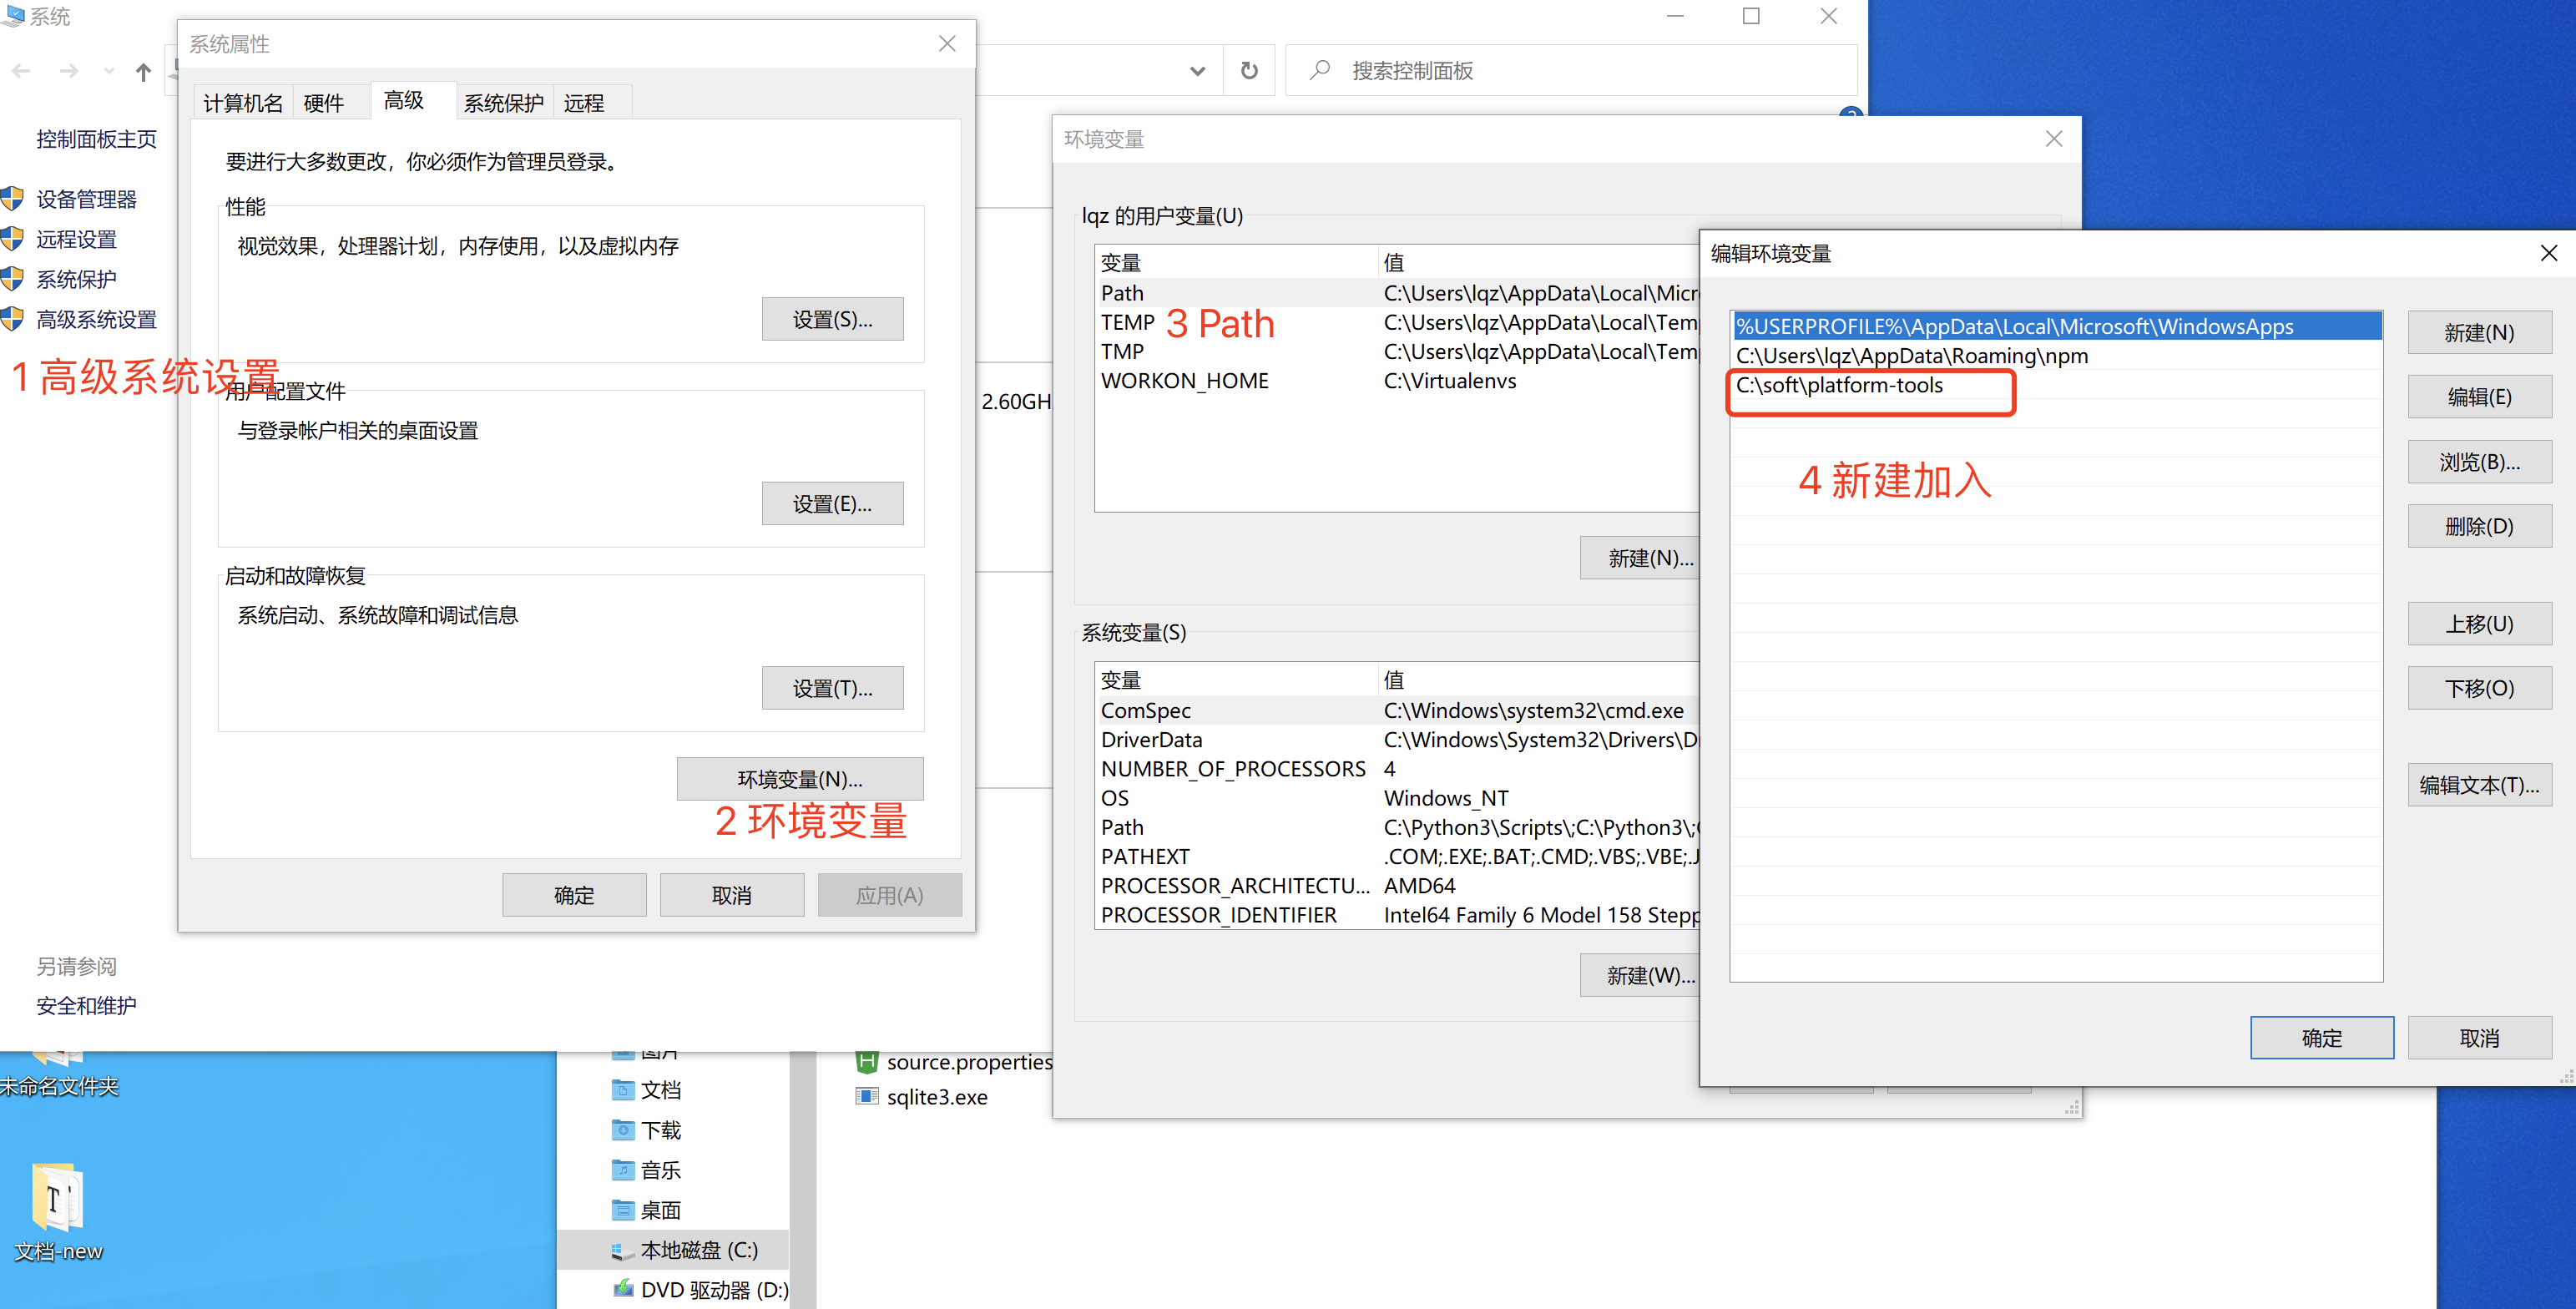 系统
搜索控制面板
控制面板主页
设备管理器
远程设置
系统保护
高级系统设置
1 高级系统设置
另请参阅
安全和维护
系统属性
计算机名
硬件
高级
系统保护
远程
要进行大多数更改，你必须作为管理员登录。
性能
视觉效果，处理器计划，内存使用，以及虚拟内存
设置(S)...
用户配置文件
与登录帐户相关的桌面设置
设置(E)...
启动和故障恢复
系统启动、系统故障和调试信息
设置(T)...
环境变量(N)...
2 环境变量
确定
取消
应用(A)
2.60GH
环境变量
lqz 的用户变量(U)
变量 值
Path C:\Users\lqz\AppData\Local\Micr
TEMP C:\Users\lqz\AppData\Local\Tem
3 Path
TMP C:\Users\lqz\AppData\Local\Tem
WORKON_HOME C:\Virtualenvs
新建(N)...
系统变量(S)
变量 值
ComSpec C:\Windows\system32\cmd.exe
DriverData C:\Windows\System32\Drivers\D
NUMBER_OF_PROCESSORS 4
OS Windows_NT
Path C:\Python3\Scripts\;C:\Python3\;
PATHEXT .COM;.EXE;.BAT;.CMD;.VBS;.VBE;.J
PROCESSOR_ARCHITECTU... AMD64
PROCESSOR_IDENTIFIER Intel64 Family 6 Model 158 Stepp
新建(W)...
编辑环境变量
%USERPROFILE%\AppData\Local\Microsoft\WindowsApps
C:\Users\lqz\AppData\Roaming\npm
C:\soft\platform-tools
4 新建加入
新建(N)
编辑(E)
浏览(B)...
删除(D)
上移(U)
下移(O)
编辑文本(T)...
确定
取消
未命名文件夹
文档-new
图片
文档
下载
音乐
桌面
本地磁盘 (C:)
DVD 驱动器 (D:)
source.properties
sqlite3.exe